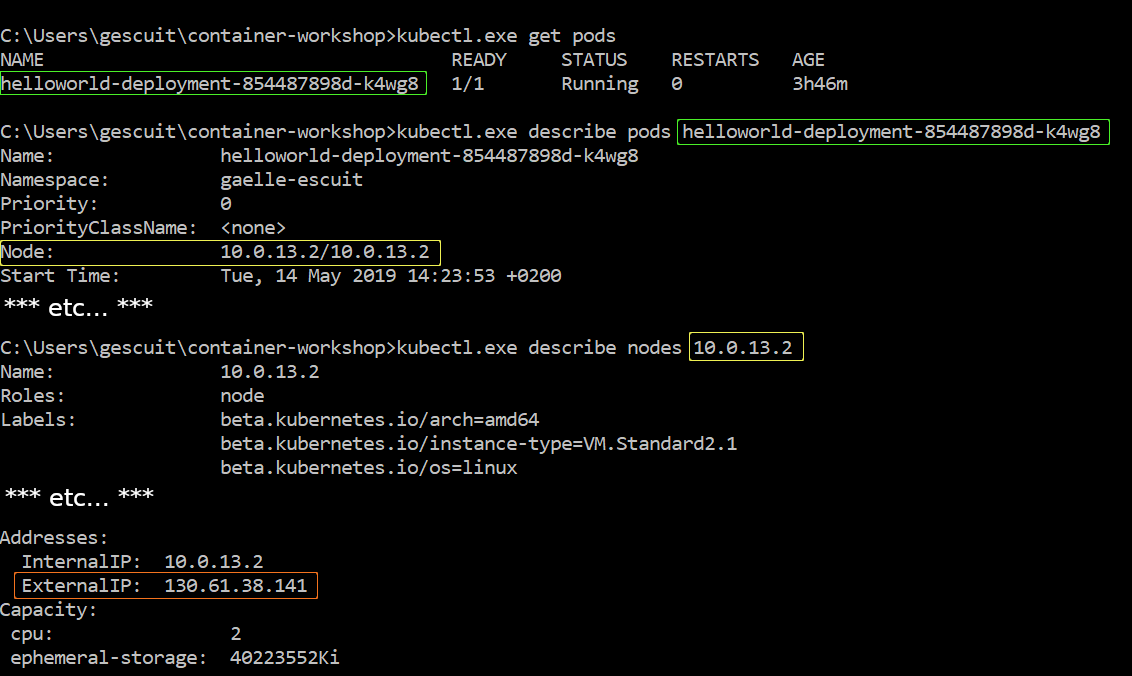 C:\Users\gescuit\container-workshop>kubectl.exe get pods
NAME READY STATUS RESTARTS AGE
helloworld-deployment-854487898d-k4wg8 1/1 Running 0 3h46m
C:\Users\gescuit\container-workshop>kubectl.exe describe pods helloworld-deployment-854487898d-k4wg8
Name: helloworld-deployment-854487898d-k4wg8
Namespace: gaelle-escuit
Priority: 0
PriorityClassName: <none>
Node: 10.0.13.2/10.0.13.2
Start Time: Tue, 14 May 2019 14:23:53 +0200
*** etc... ***
C:\Users\gescuit\container-workshop>kubectl.exe describe nodes 10.0.13.2
Name: 10.0.13.2
Roles: node
Labels: beta.kubernetes.io/arch=amd64
beta.kubernetes.io/instance-type=VM.Standard2.1
beta.kubernetes.io/os=linux
*** etc... ***
Addresses:
InternalIP: 10.0.13.2
ExternalIP: 130.61.38.141
Capacity:
cpu: 2
ephemeral-storage: 40223552Ki